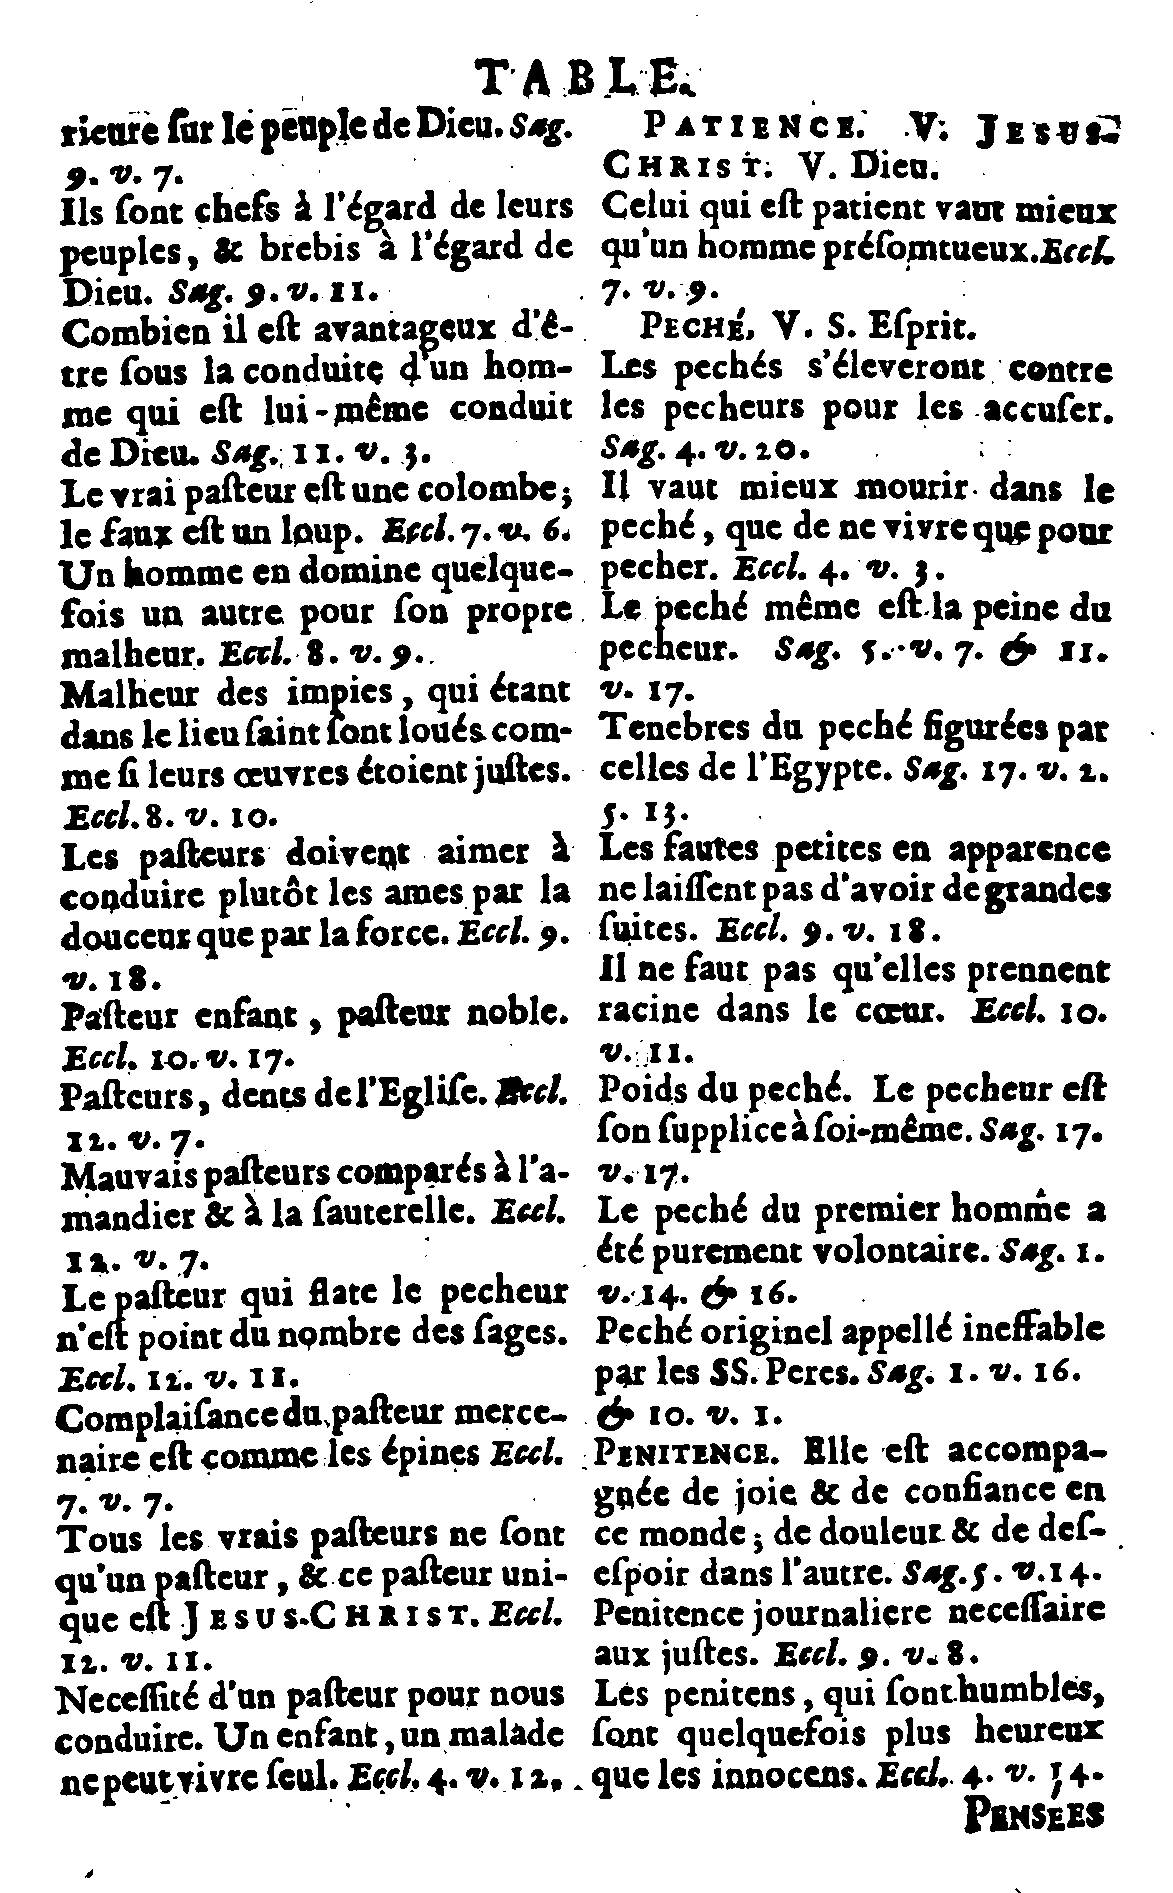 TABLE.
rieure ſur le peuple de Dieu. Sag.
9. v. 7.
Ils ſont chefs à l'égard de leurs
peuples, & brebis à l'égard de
Dieu. Sag. 9. v. 11.
Combien il eſt avantageux d'ê-
tre ſous la conduite d'un hom-
me qui eſt lui-même conduit
de Dieu. Sag. 11. v. 3.
Le vrai paſteur eſt une colombe;
le faux eſt un loup. Eccl. 7. v. 6.
Un homme en domine quelque-
fois un autre pour ſon propre
malheur. Eccl. 8. v. 9.
Malheur des impies, qui étant
dans le lieu ſaint ſont loués com-
me ſi leurs œuvres étoient juſtes.
Eccl. 8. v. 10.
Les paſteurs doivent aimer à
conduire plutôt les ames par la
douceur que par la force. Eccl. 9.
v. 18.
Paſteur enfant, paſteur noble.
Eccl. 10. v. 17.
Paſteurs, dents de l'Egliſe. Eccl.
12. v. 7.
Mauvais paſteurs comparés à l'a-
mandier & à la ſauterelle. Eccl.
12. v. 7.
Le paſteur qui flate le pecheur
n'eſt point du nombre des ſages.
Eccl. 12. v. 11.
Complaiſance du paſteur merce-
naire eſt comme les épines Eccl.
7. v. 7.
Tous les vrais paſteurs ne ſont
qu'un paſteur, & ce paſteur uni-
que eſt JESUS-CHRIST. Eccl.
12. v. 11.
Neceſſité d'un paſteur pour nous
conduire. Un enfant, un malade
ne peut vivre ſeul. Eccl. 4. v. 12.
PATIENCE. V. JESUS-
CHRIST. V. Dieu.
Celui qui eſt patient vaut mieux
qu'un homme préſomtueux. Eccl.
7. v. 9.
PECHÉ, V. S. Eſprit.
Les pechés s'éleveront contre
les pecheurs pour les accuſer.
Sag. 4. v. 20.
Il vaut mieux mourir dans le
peché, que de ne vivre que pour
pecher. Eccl. 4. v. 3.
Le peché même eſt la peine du
pecheur. Sag. 5. v. 7. & 11.
v. 17.
Tenebres du peché figurées par
celles de l'Egypte. Sag. 17. v. 2.
5. 13.
Les fautes petites en apparence
ne laiſſent pas d'avoir de grandes
ſuites. Eccl. 9. v. 18.
Il ne faut pas qu'elles prennent
racine dans le cœur. Eccl. 10.
v. 11.
Poids du peché. Le pecheur eſt
ſon ſupplice à ſoi-même. Sag. 17.
v. 17.
Le peché du premier homme a
été purement volontaire. Sag. 1.
v. 14. & 16.
Peché originel appellé ineffable
par les SS. Peres. Sag. 1. v. 16.
& 10. v. 1.
PENITENCE. Elle eſt accompa-
gnée de joie & de confiance en
ce monde; de douleur & de deſ-
eſpoir dans l'autre. Sag. 5. v. 14.
Penitence journaliere neceſſaire
aux juſtes. Eccl. 9. v. 8.
Les penitens, qui ſont humbles,
ſont quelquefois plus heureux
que les innocens. Eccl. 4. v. 14.
PENSEES